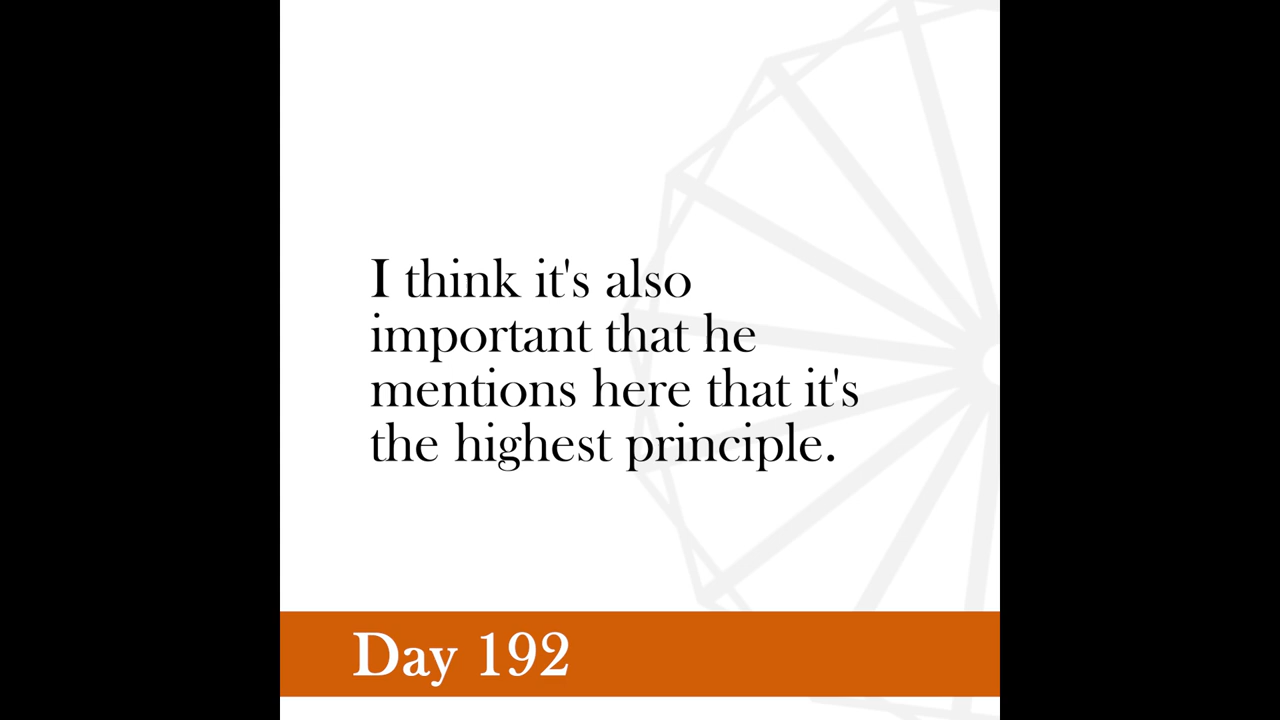 I think it's also
important that he
mentions here that it's
the highest principle.
Day 192